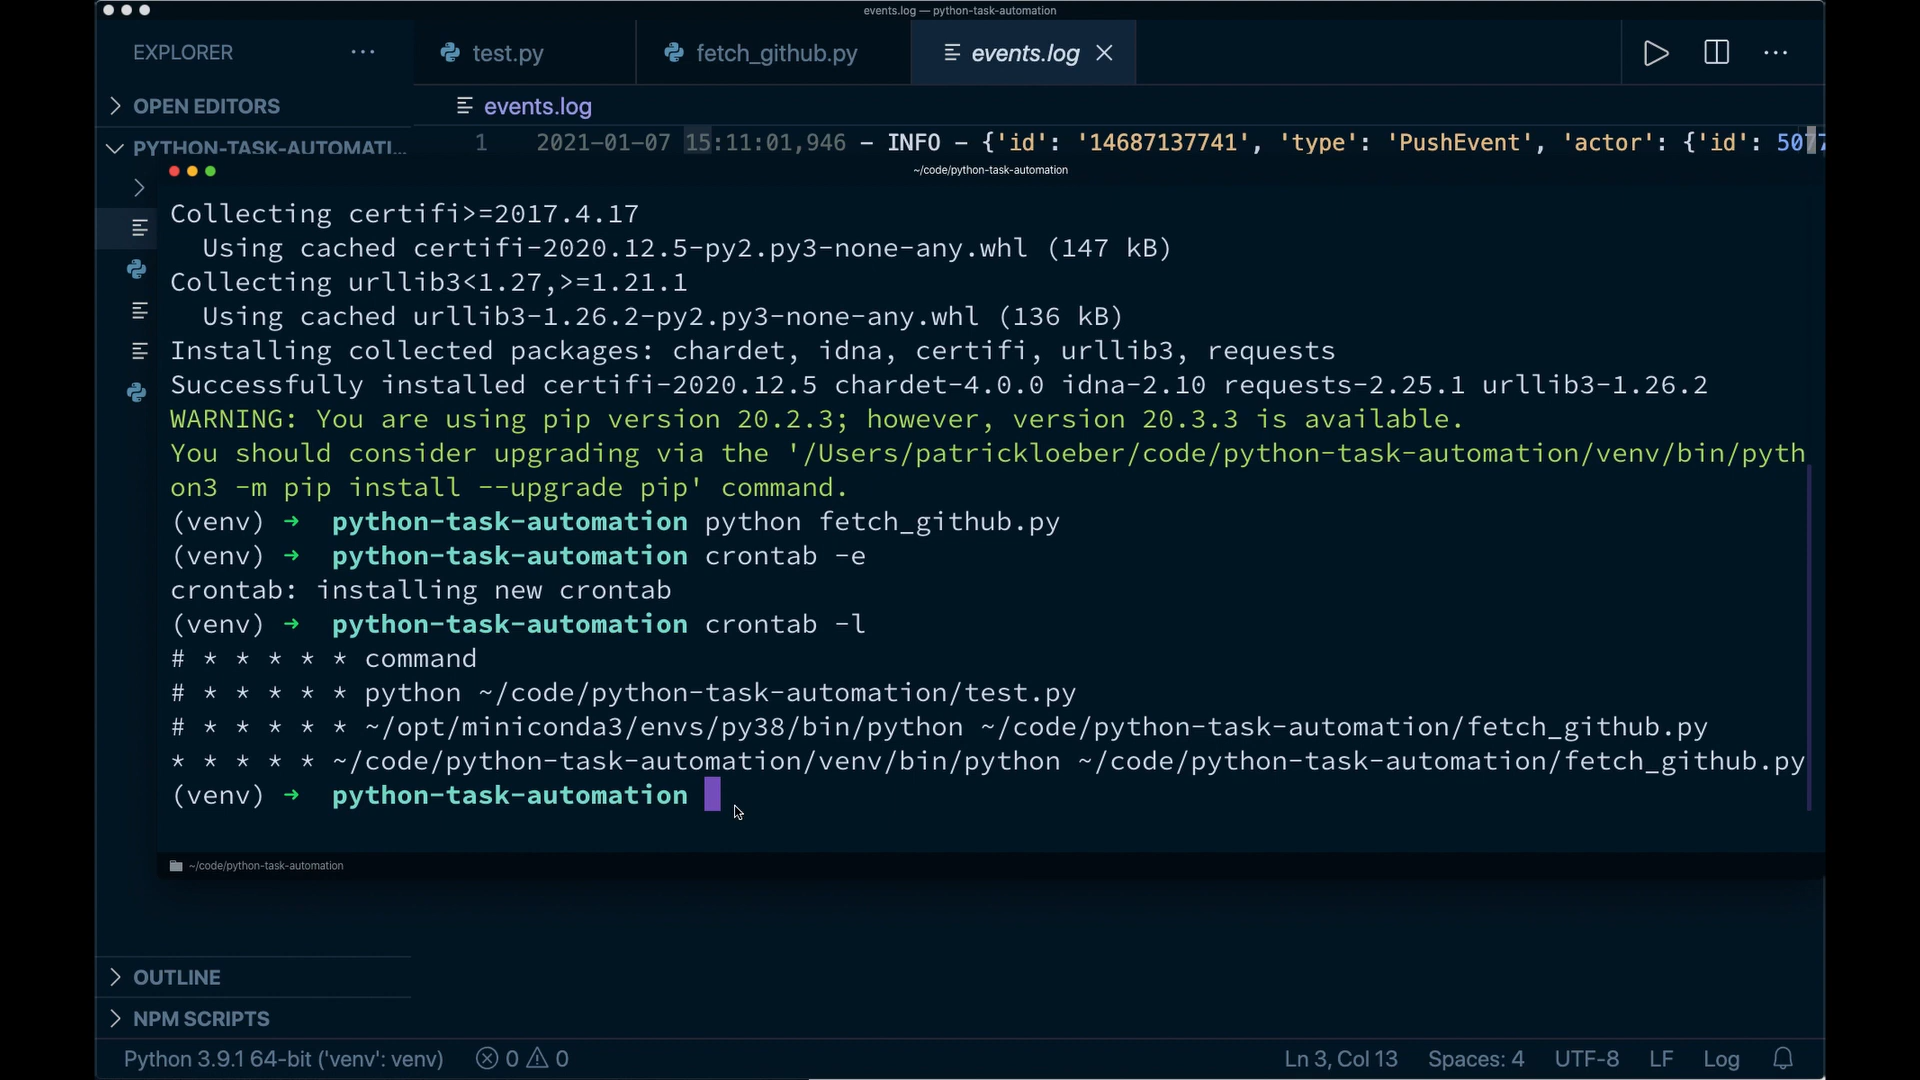 events.log — python-task-automation
EXPLORER
test.py
fetch_github.py
events.log
OPEN EDITORS
events.log
PYTHON-TASK-AUTOMATI...
1 2021-01-07 15:11:01,946 - INFO - {'id': '14687137741', 'type': 'PushEvent', 'actor': {'id': 5077
~/code/python-task-automation
Collecting certifi>=2017.4.17
Using cached certifi-2020.12.5-py2.py3-none-any.whl (147 kB)
Collecting urllib3<1.27,>=1.21.1
Using cached urllib3-1.26.2-py2.py3-none-any.whl (136 kB)
Installing collected packages: chardet, idna, certifi, urllib3, requests
Successfully installed certifi-2020.12.5 chardet-4.0.0 idna-2.10 requests-2.25.1 urllib3-1.26.2
WARNING: You are using pip version 20.2.3; however, version 20.3.3 is available.
You should consider upgrading via the '/Users/patrickloeber/code/python-task-automation/venv/bin/pyth
on3 -m pip install --upgrade pip' command.
(venv) → python-task-automation python fetch_github.py
(venv) → python-task-automation crontab -e
crontab: installing new crontab
(venv) → python-task-automation crontab -l
# * * * * * command
# * * * * * python ~/code/python-task-automation/test.py
# * * * * * ~/opt/miniconda3/envs/py38/bin/python ~/code/python-task-automation/fetch_github.py
* * * * * ~/code/python-task-automation/venv/bin/python ~/code/python-task-automation/fetch_github.py
(venv) → python-task-automation
~/code/python-task-automation
OUTLINE
NPM SCRIPTS
Python 3.9.1 64-bit ('venv': venv) 0 0 Ln 3, Col 13 Spaces: 4 UTF-8 LF Log